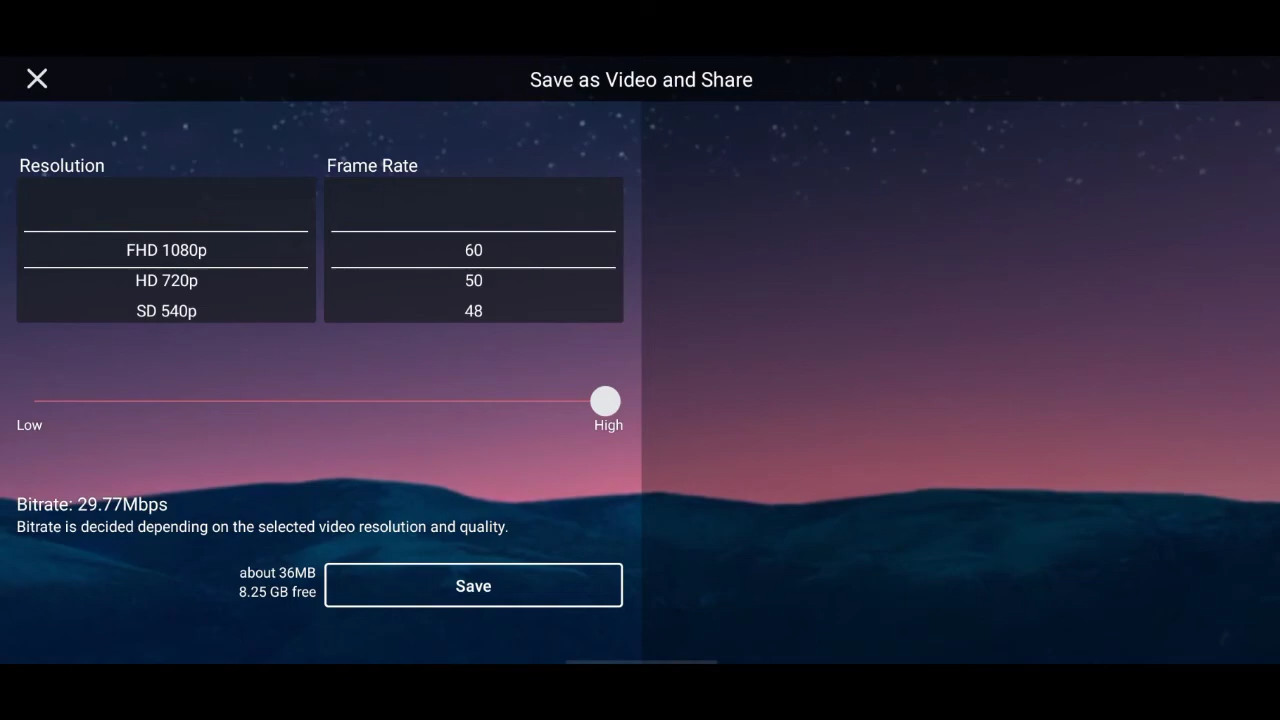 Save as Video and Share
Resolution
Frame Rate
FHD 1080p
HD 720p
SD 540p
60
50
48
Low
High
Bitrate: 29.77Mbps
Bitrate is decided depending on the selected video resolution and quality.
about 36MB
8.25 GB free
Save